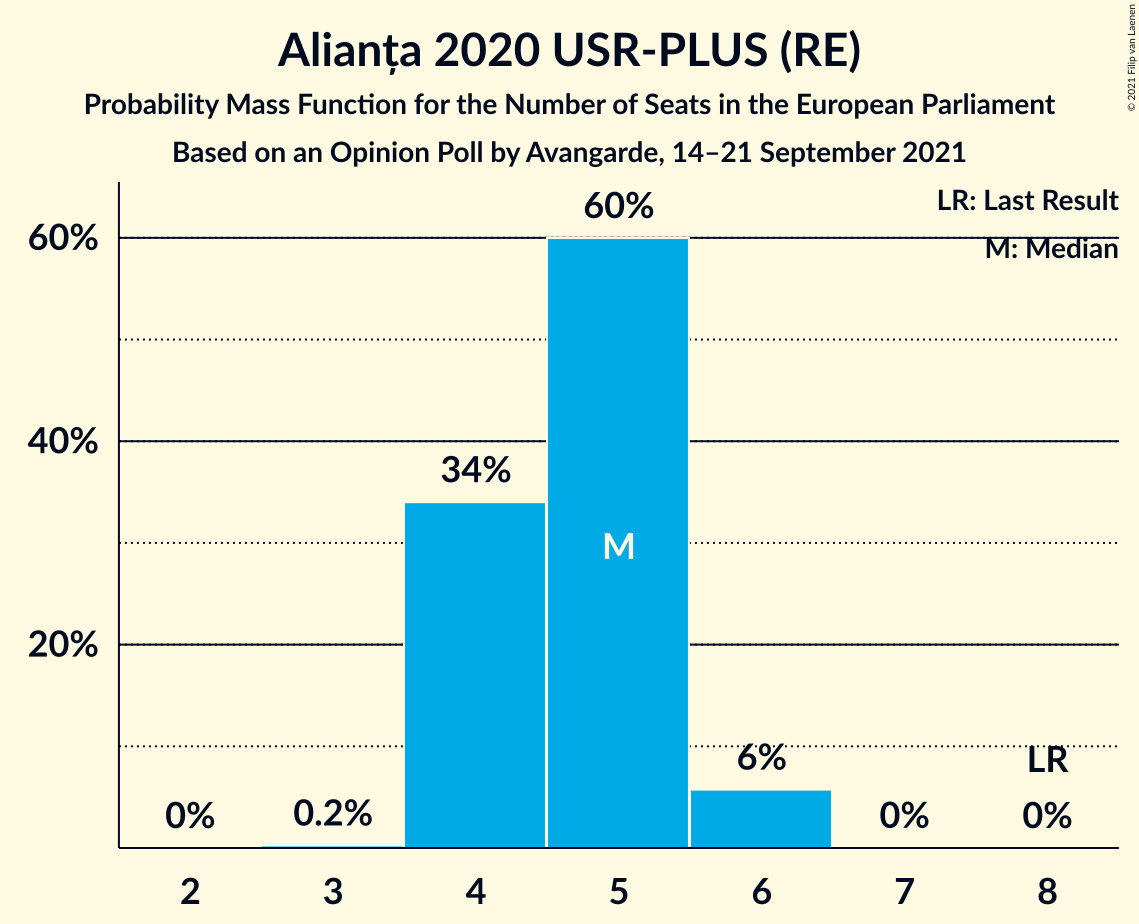 Alianța 2020 USR-PLUS (RE)
Probability Mass Function for the Number of Seats in the European Parliament
Based on an Opinion Poll by Avangarde, 14–21 September 2021
© 2021 Filip van Laenen
LR: Last Result
M: Median
60%
40%
20%
0%
0.2%
34%
60%
M
6%
0%
LR
0%
2
3
4
5
6
7
8